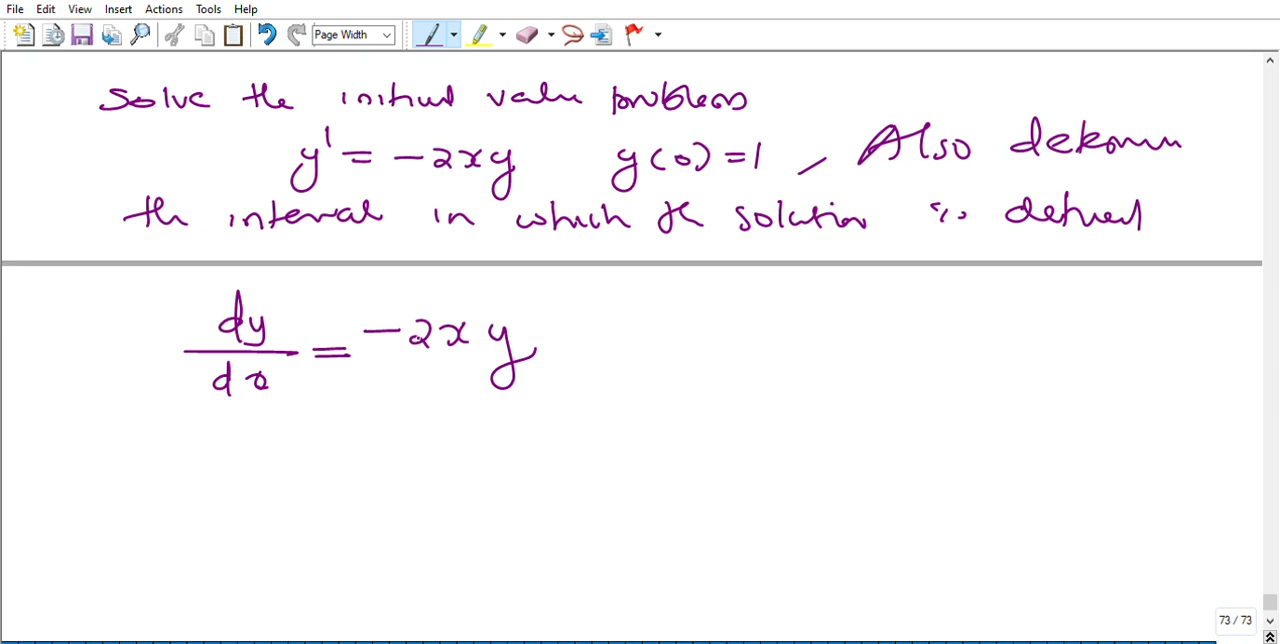 File Edit View Insert Actions Tools Help
Page Width
Solve the initial value problems
y' = -2xy y(0)=1, Also determine
the interval in which the solution is defined
dy/dx = -2xy
73 / 73